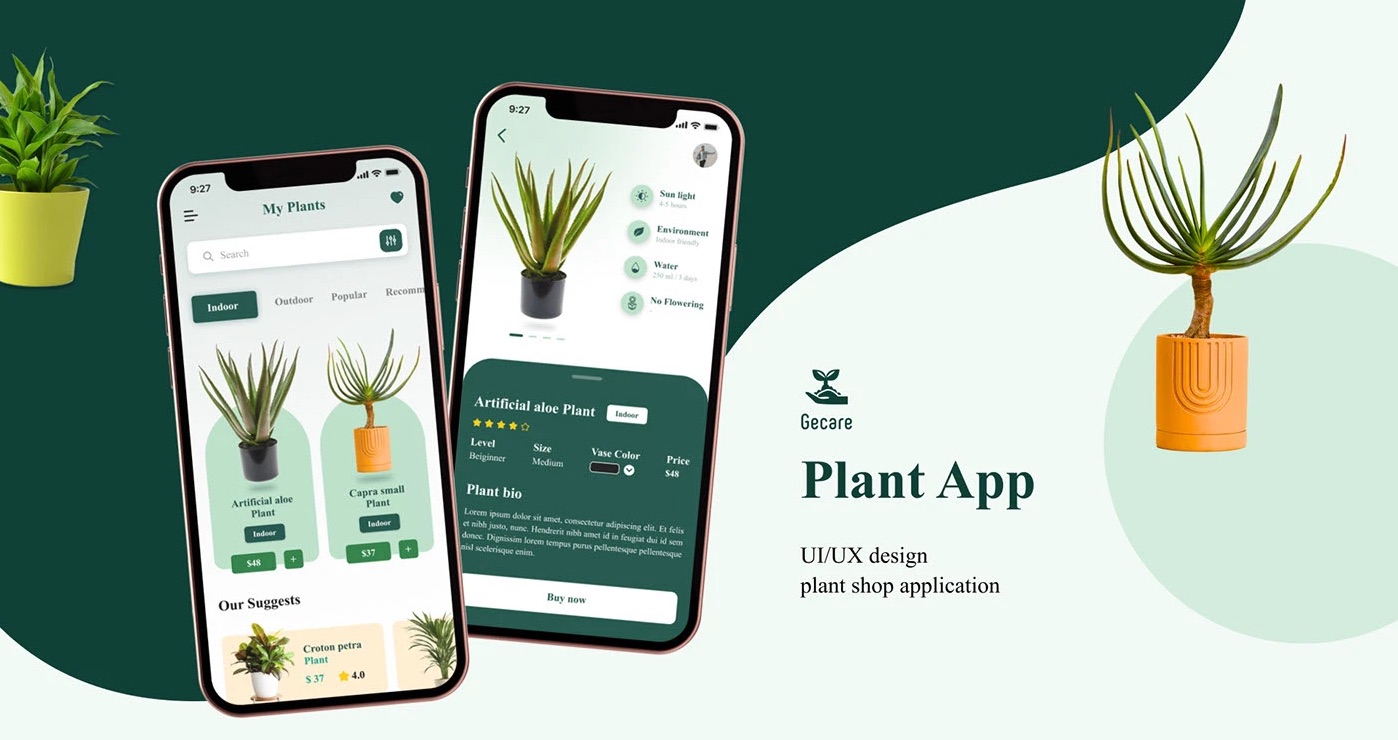 9:27
My Plants
Search
Indoor
Outdoor
Popular
Recomm
Artificial aloe
Plant
Indoor
$48
+
Capra small
Plant
Indoor
$37
+
Our Suggests
Croton petra
Plant
$ 37
4.0
9:27
Sun light
4-5 hours
Environment
Indoor friendly
Water
250 ml / 3 days
No Flowering
-
Artificial aloe Plant
Indoor
Level
Beiginner
Size
Medium
Vase Color
Price
$48
Plant bio
Lorem ipsum dolor sit amet, consectetur adipiscing elit. Et felis
et nibh justo, nunc. Hendrerit nibh amet id in feugiat dui id sem
donec. Dignissim lorem tempus purus pellentesque pellentesque
nisl scelerisque enim.
Buy now
Gecare
Plant App
UI/UX design
plant shop application